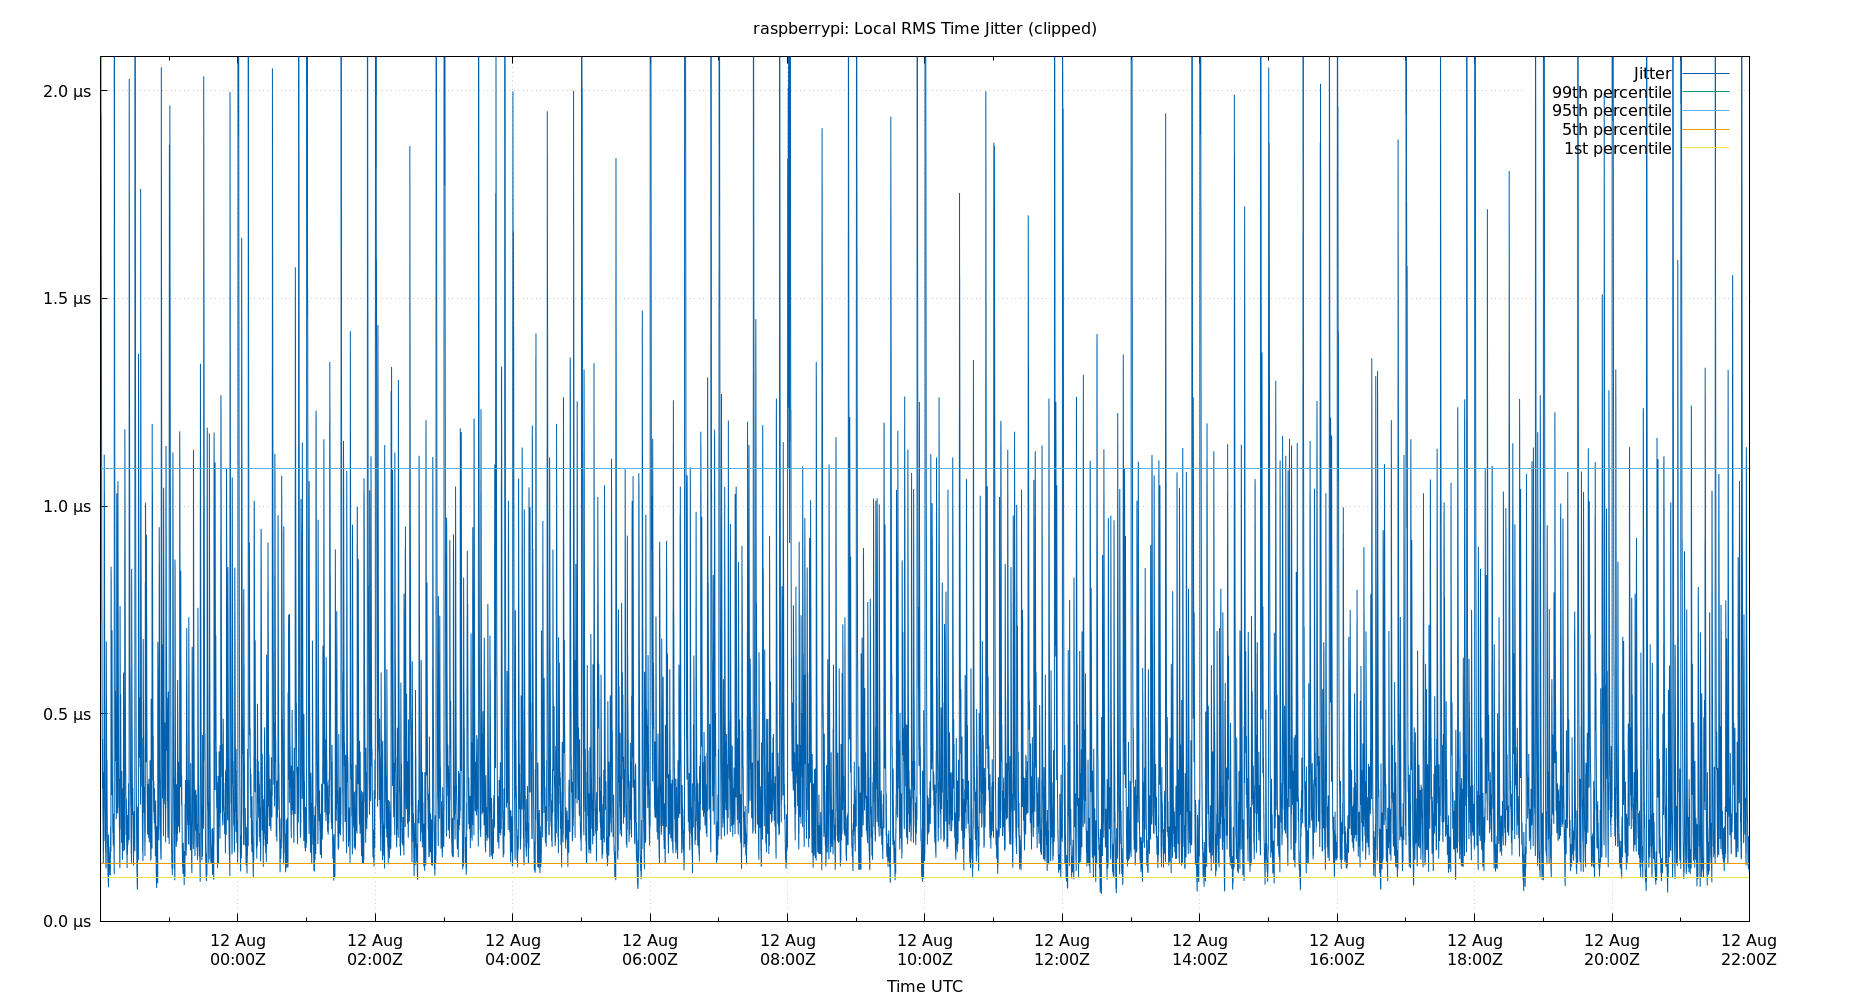 raspberrypi: Local RMS Time Jitter (clipped)
2.0 µs
1.5 µs
1.0 µs
0.5 µs
0.0 µs
Jitter
99th percentile
95th percentile
5th percentile
1st percentile
12 Aug 12 Aug 12 Aug 12 Aug 12 Aug 12 Aug 12 Aug 12 Aug 12 Aug 12 Aug 12 Aug 12 Aug
00:00Z 02:00Z 04:00Z 06:00Z 08:00Z 10:00Z 12:00Z 14:00Z 16:00Z 18:00Z 20:00Z 22:00Z
Time UTC